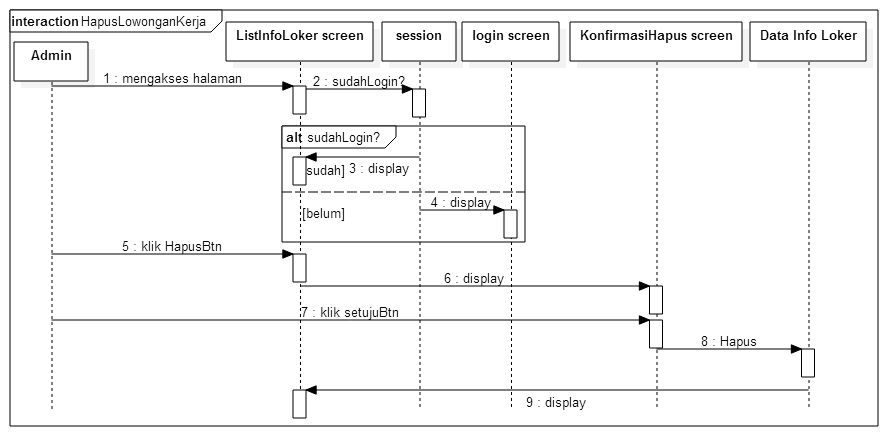 interaction HapusLowonganKerja
Admin
ListInfoLoker screen
session
login screen
KonfirmasiHapus screen
Data Info Loker
1 : mengakses halaman
2 : sudahLogin?
alt sudahLogin?
sudah]
3 : display
4 : display
[belum]
5 : klik HapusBtn
6 : display
7 : klik setujuBtn
8 : Hapus
9 : display